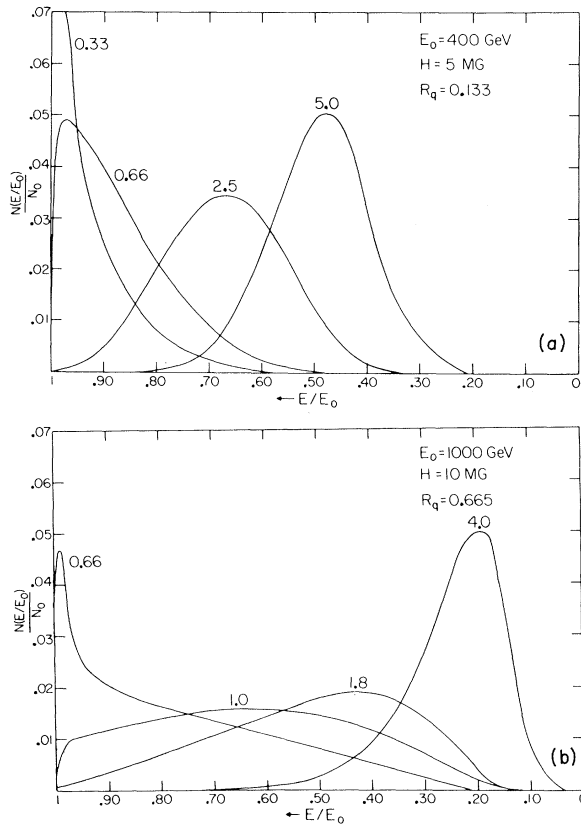 .07
0.33
E₀=400 GeV
H=5 MG
R_q=0.133
.06
.05
5.0
0.66
.04
2.5
N(E/E₀)
N₀
.03
.02
.01
(a)
1 .90 .80 .70 .60 .50 .40 .30 .20 .10 0
← E/E₀
.07
E₀=1000 GeV
H=10 MG
R_q=0.665
.06
4.0
.05
0.66
.04
N(E/E₀)
N₀
.03
.02
1.0
1.8
.01
(b)
1 .90 .80 .70 .60 .50 .40 .30 .20 .10 0
← E/E₀